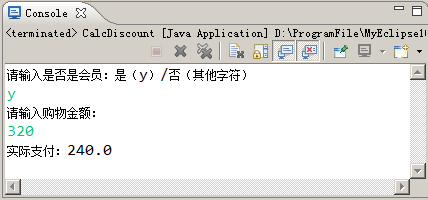 Console
<terminated> CalcDiscount [Java Application] D:\ProgramFile\MyEclipse1
请输入是否是会员：是（y）/否（其他字符）
y
请输入购物金额：
320
实际支付：240.0